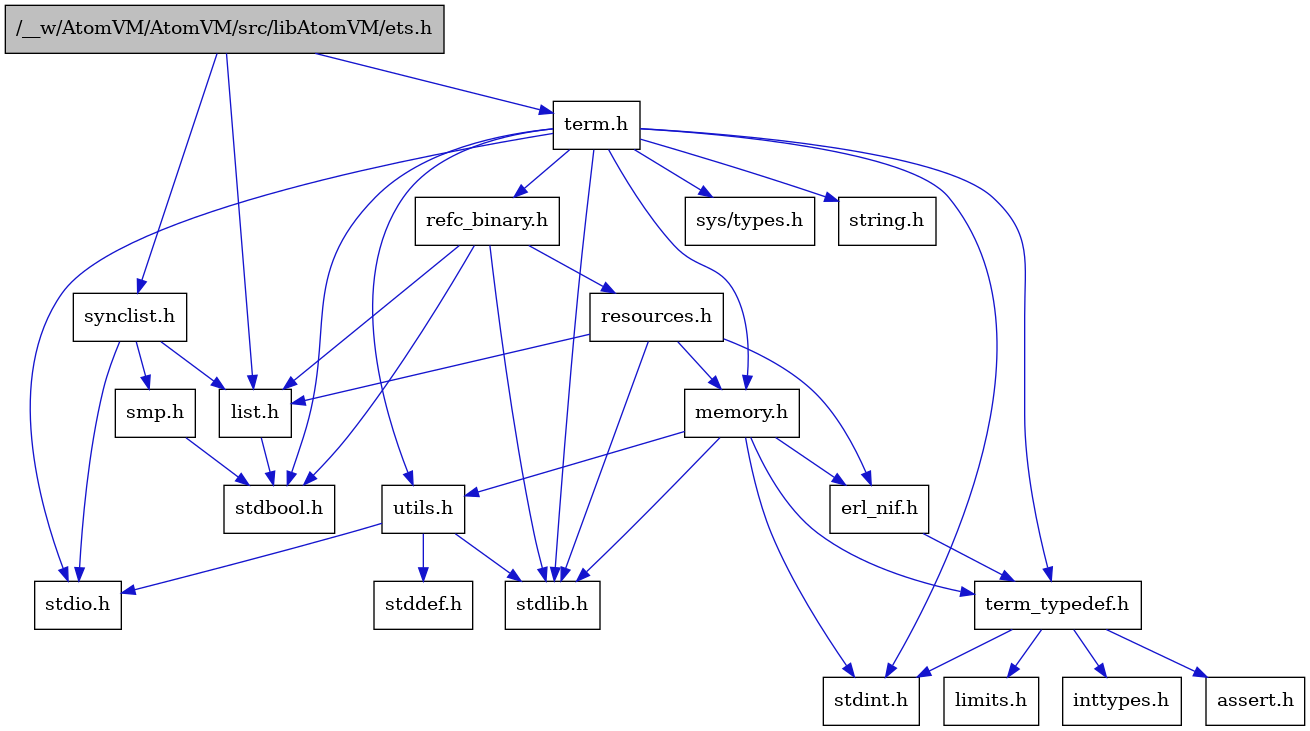 /__w/AtomVM/AtomVM/src/libAtomVM/ets.h
term.h
refc_binary.h
sys/types.h
string.h
synclist.h
resources.h
smp.h
list.h
memory.h
stdbool.h
utils.h
erl_nif.h
stdio.h
stddef.h
stdlib.h
term_typedef.h
stdint.h
limits.h
inttypes.h
assert.h